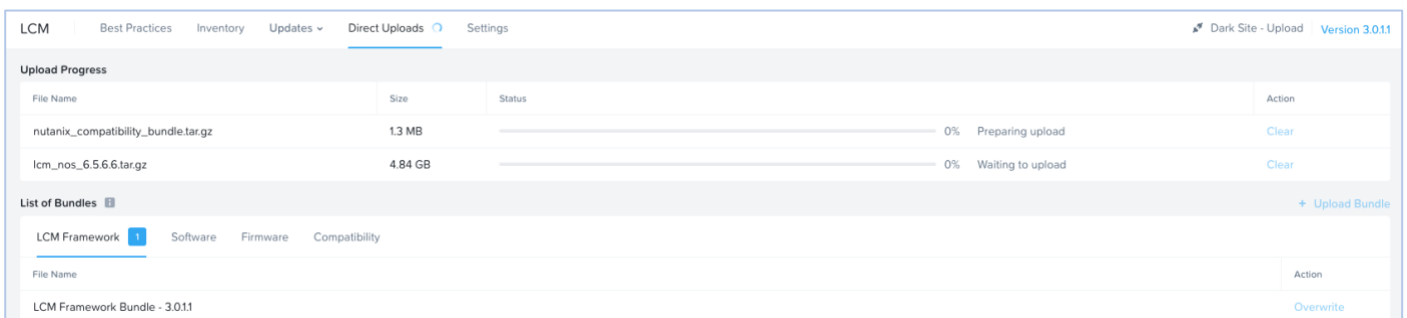 LCM Best Practices Inventory Updates Direct Uploads Settings Dark Site - Upload Version 3.0.1.1
Upload Progress
File Name Size Status Action
nutanix_compatibility_bundle.tar.gz 1.3 MB 0% Preparing upload Clear
lcm_nos_6.5.6.6.tar.gz 4.84 GB 0% Waiting to upload Clear
List of Bundles + Upload Bundle
LCM Framework 1 Software Firmware Compatibility
File Name Action
LCM Framework Bundle - 3.0.1.1 Overwrite